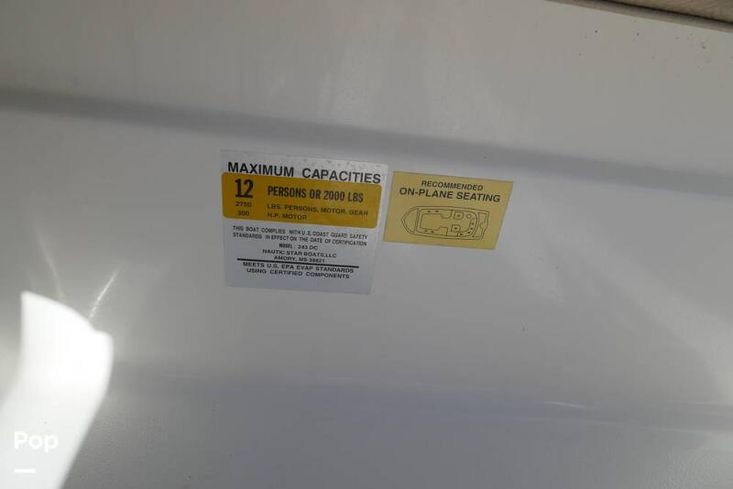 MAXIMUM CAPACITIES
12 PERSONS OR 2000 LBS
2750 LBS. PERSONS, MOTOR, GEAR
300 H.P. MOTOR
THIS BOAT COMPLIES WITH U.S. COAST GUARD SAFETY
STANDARDS IN EFFECT ON THE DATE OF CERTIFICATION
MODEL: 243 DC
NAUTIC STAR BOATS, LLC
AMORY, MS 38821
MEETS U.S. EPA EVAP STANDARDS
USING CERTIFIED COMPONENTS
RECOMMENDED
ON-PLANE SEATING
Pop